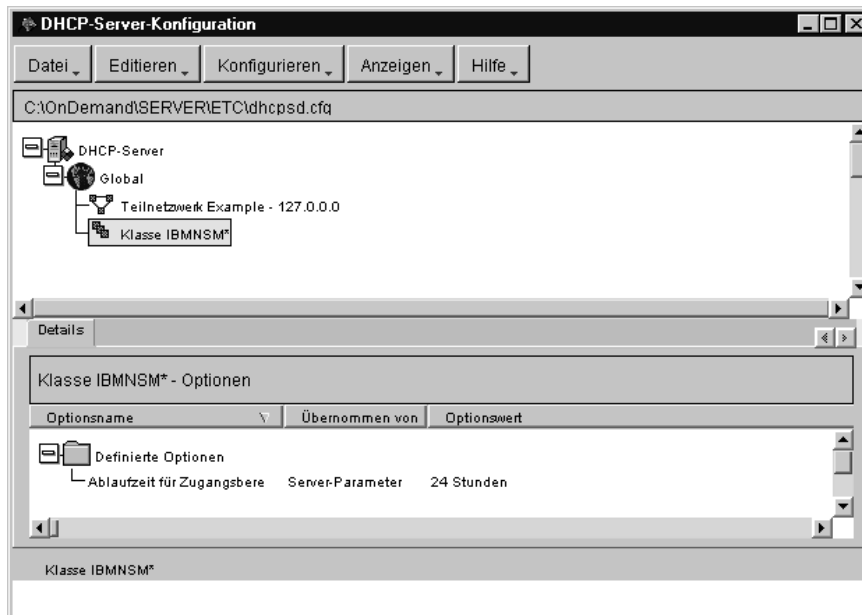 DHCP-Server-Konfiguration
Datei Editieren Konfigurieren Anzeigen Hilfe
C:\OnDemand\SERVER\ETC\dhcpsd.cfg
DHCP-Server
Global
Teilnetzwerk Example - 127.0.0.0
Klasse IBMNSM*
Details
Klasse IBMNSM* - Optionen
Optionsname Übernommen von Optionswert
Definierte Optionen
Ablaufzeit für Zugangsbere Server-Parameter 24 Stunden
Klasse IBMNSM*